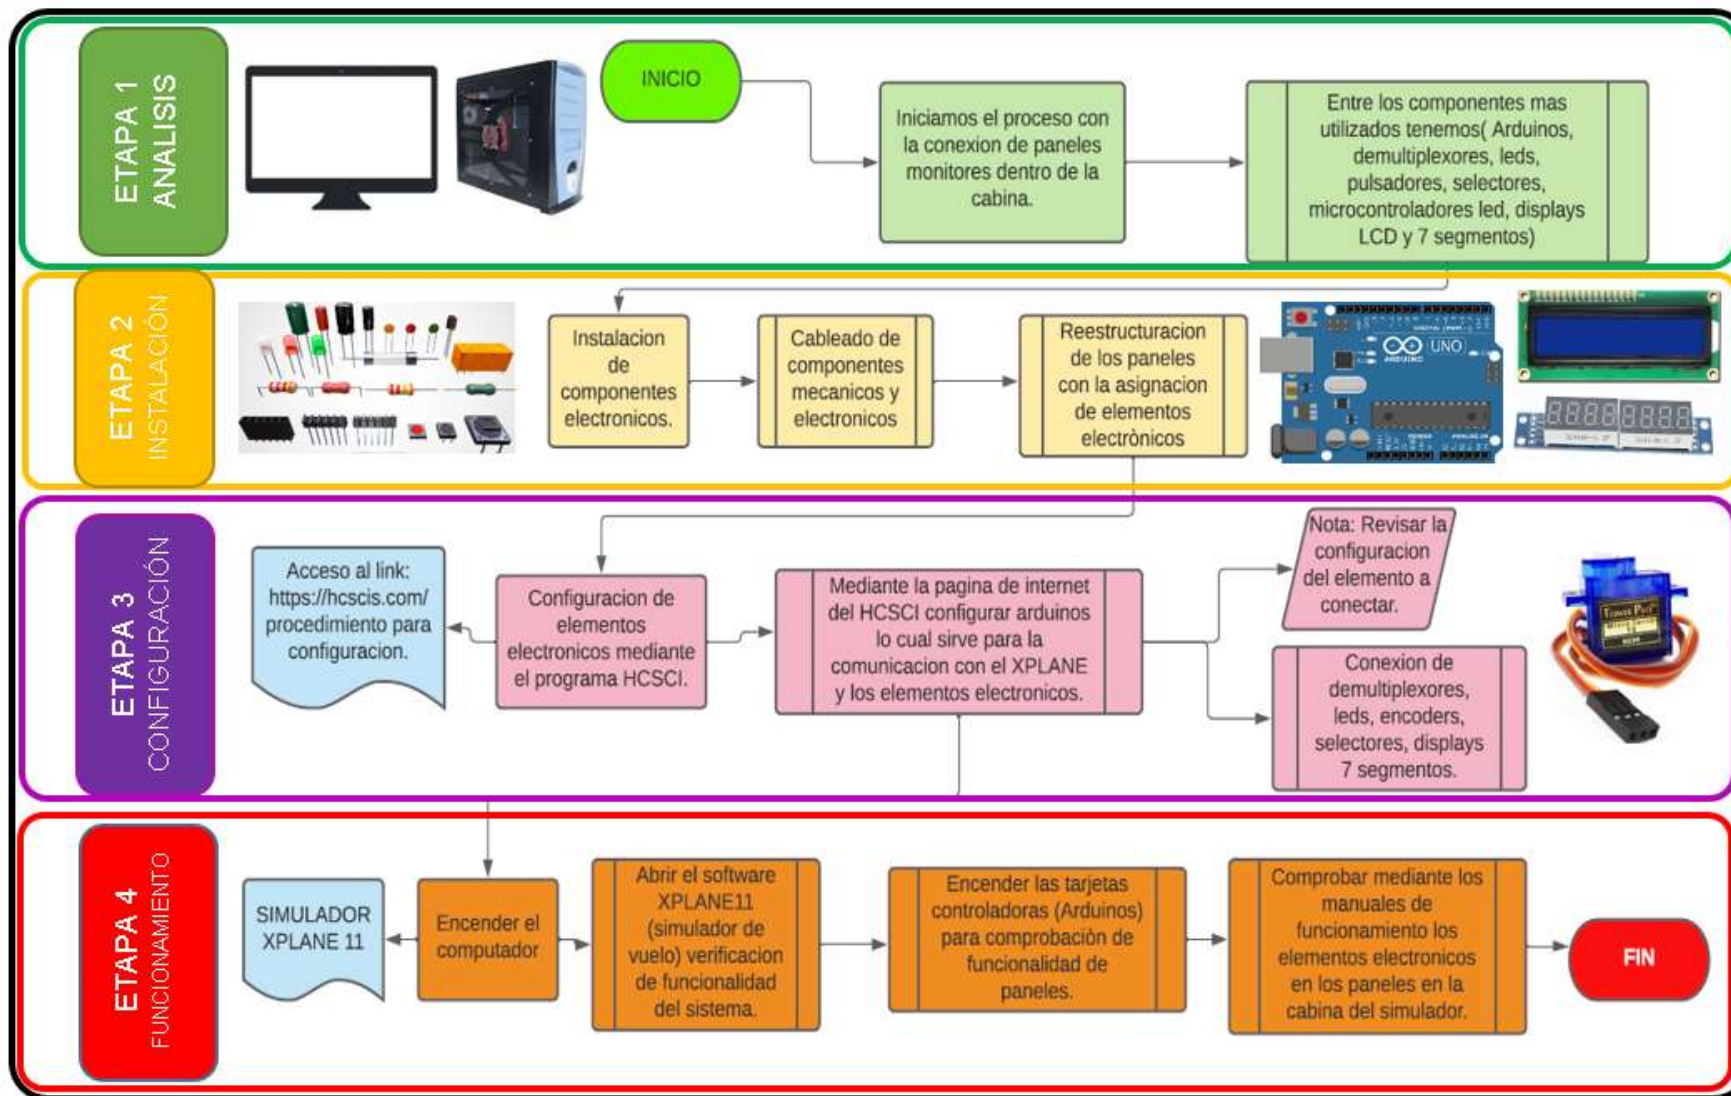 ETAPA 1
ANALISIS
INICIO
Iniciamos el proceso con
la conexion de paneles
monitores dentro de la
cabina.
Entre los componentes mas
utilizados tenemos( Arduinos,
demultiplexores, leds,
pulsadores, selectores,
microcontroladores led, displays
LCD y 7 segmentos)
ETAPA 2
INSTALACIÓN
Instalacion
de
componentes
electronicos.
Cableado de
componentes
mecanicos y
electronicos
Reestructuracion
de los paneles
con la asignacion
de elementos
electrònicos
UNO
ARDUINO
ETAPA 3
CONFIGURACIÓN
Acceso al link:
https://hcscis.com/
procedimiento para
configuracion.
Configuracion de
elementos
electronicos mediante
el programa HCSCI.
Mediante la pagina de internet
del HCSCI configurar arduinos
lo cual sirve para la
comunicacion con el XPLANE
y los elementos electronicos.
Nota: Revisar la
configuracion
del elemento a
conectar.
Conexion de
demultiplexores,
leds, encoders,
selectores, displays
7 segmentos.
Tower Pro
ETAPA 4
FUNCIONAMIENTO
SIMULADOR
XPLANE 11
Encender el
computador
Abrir el software
XPLANE11
(simulador de
vuelo) verificacion
de funcionalidad
del sistema.
Encender las tarjetas
controladoras (Arduinos)
para comprobaciòn de
funcionalidad de
paneles.
Comprobar mediante los
manuales de
funcionamiento los
elementos electronicos
en los paneles en la
cabina del simulador.
FIN